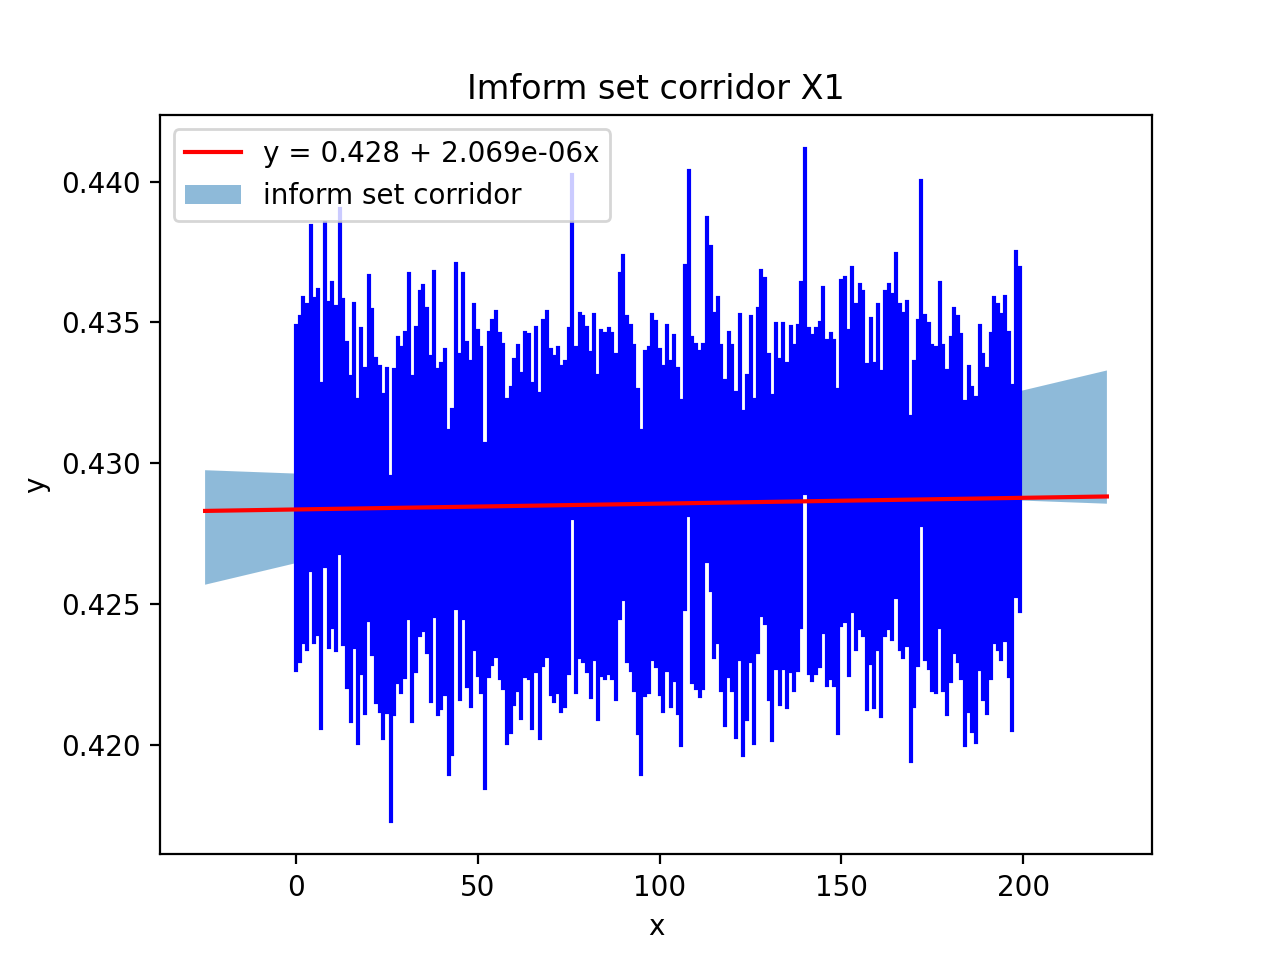 Imform set corridor X1
y = 0.428 + 2.069e-06x
inform set corridor
0.440
0.435
0.430
0.425
0.420
y
0
50
100
150
200
x